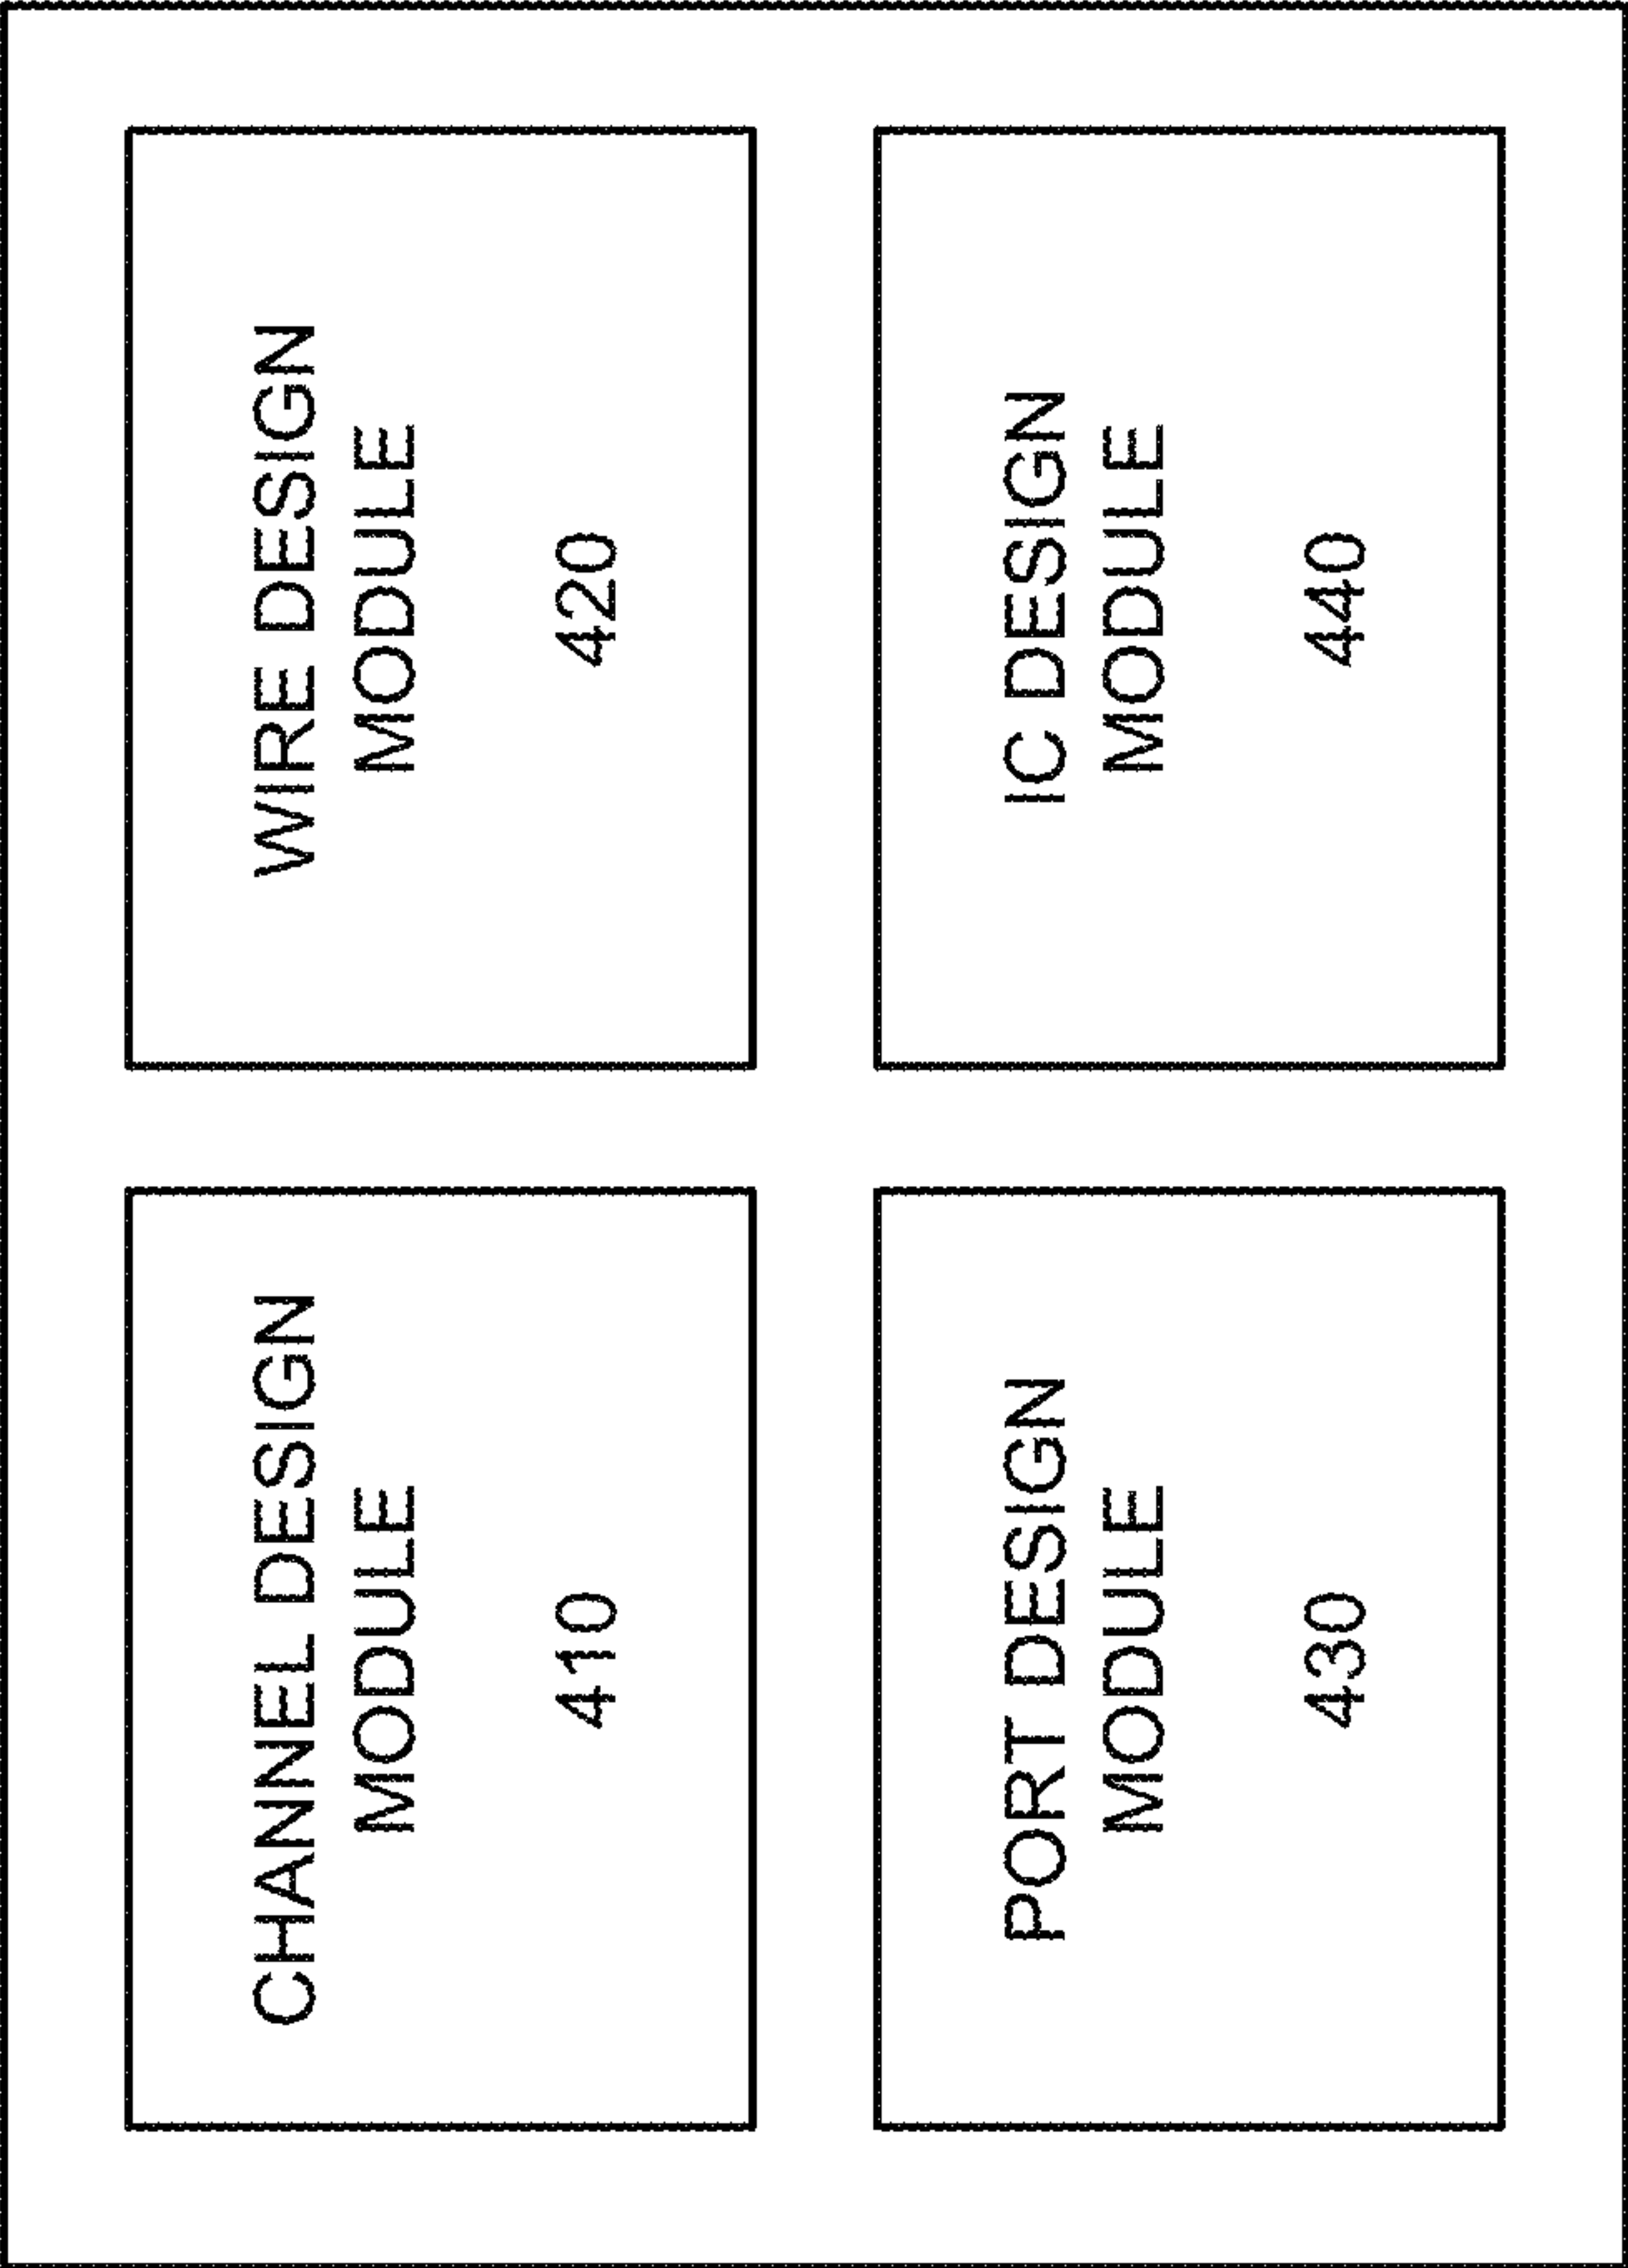 CHANNEL DESIGN
MODULE
410
WIRE DESIGN
MODULE
420
PORT DESIGN
MODULE
430
IC DESIGN
MODULE
440